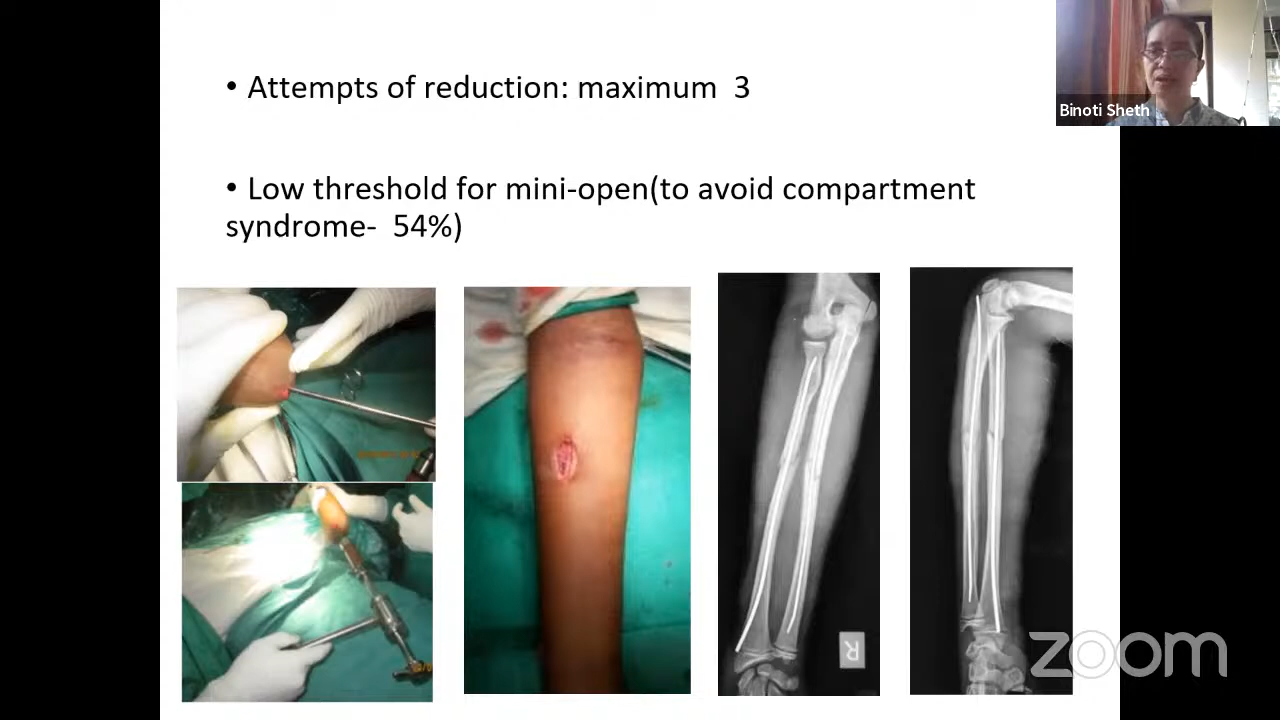 • Attempts of reduction: maximum 3
Binoti Sheth
• Low threshold for mini-open(to avoid compartment
syndrome- 54%)
R
zoom